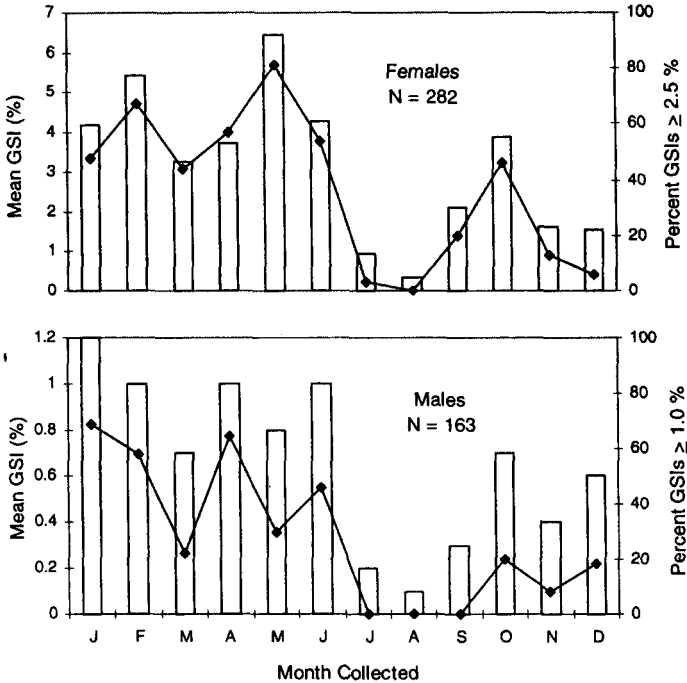 7
6
5
4
3
2
1
0
Mean GSI (%)
Females
N = 282
100
80
60
40
20
0
Percent GSIs ≥ 2.5 %
1.2
1
0.8
0.6
0.4
0.2
0
Mean GSI (%)
Males
N = 163
100
80
60
40
20
0
Percent GSIs ≥ 1.0 %
J F M A M J J A S O N D
Month Collected